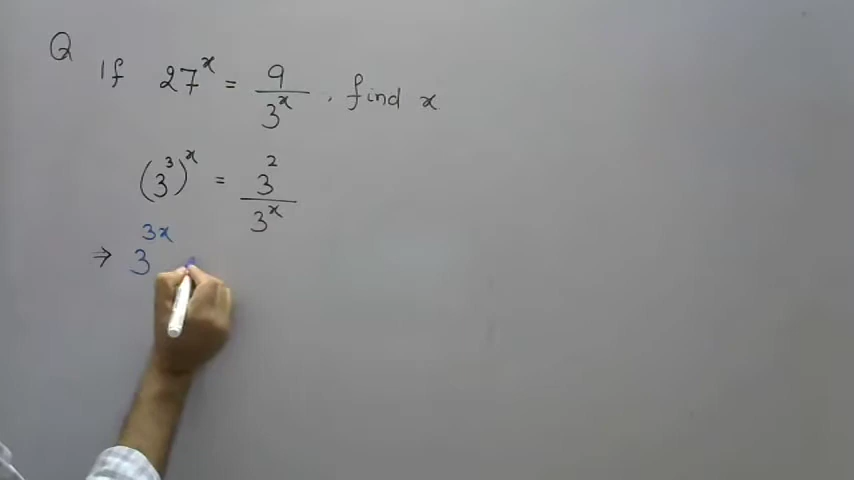 Q If 27^x = 9/3^x , find x
(3^3)^x = 3^2/3^x
⇒ 3^3x